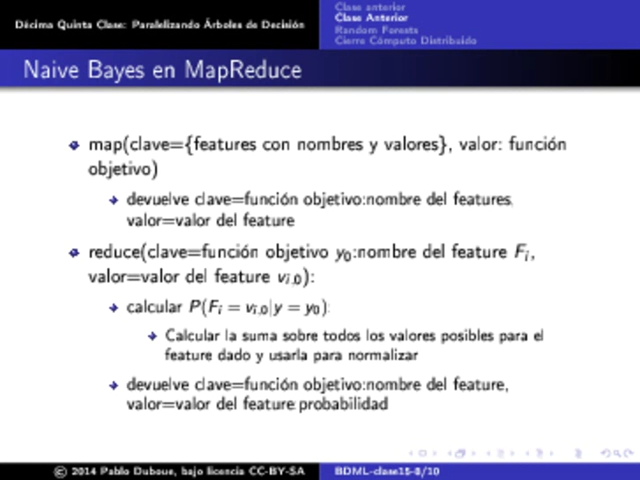 Décima Quinta Clase: Paralelizando Árboles de Decisión
Clase anterior
Clase Anterior
Random Forests
Cierre Cómputo Distribuido
Naive Bayes en MapReduce
map(clave={features con nombres y valores}, valor: función
objetivo)
devuelve clave=función objetivo:nombre del features,
valor=valor del feature
reduce(clave=función objetivo y₀:nombre del feature Fᵢ,
valor=valor del feature vᵢ,₀):
calcular P(Fᵢ = vᵢ,₀|y = y₀):
Calcular la suma sobre todos los valores posibles para el
feature dado y usarla para normalizar
devuelve clave=función objetivo:nombre del feature,
valor=valor del feature:probabilidad
© 2014 Pablo Duboue, bajo licencia CC-BY-SA
BDML-clase15-8/10